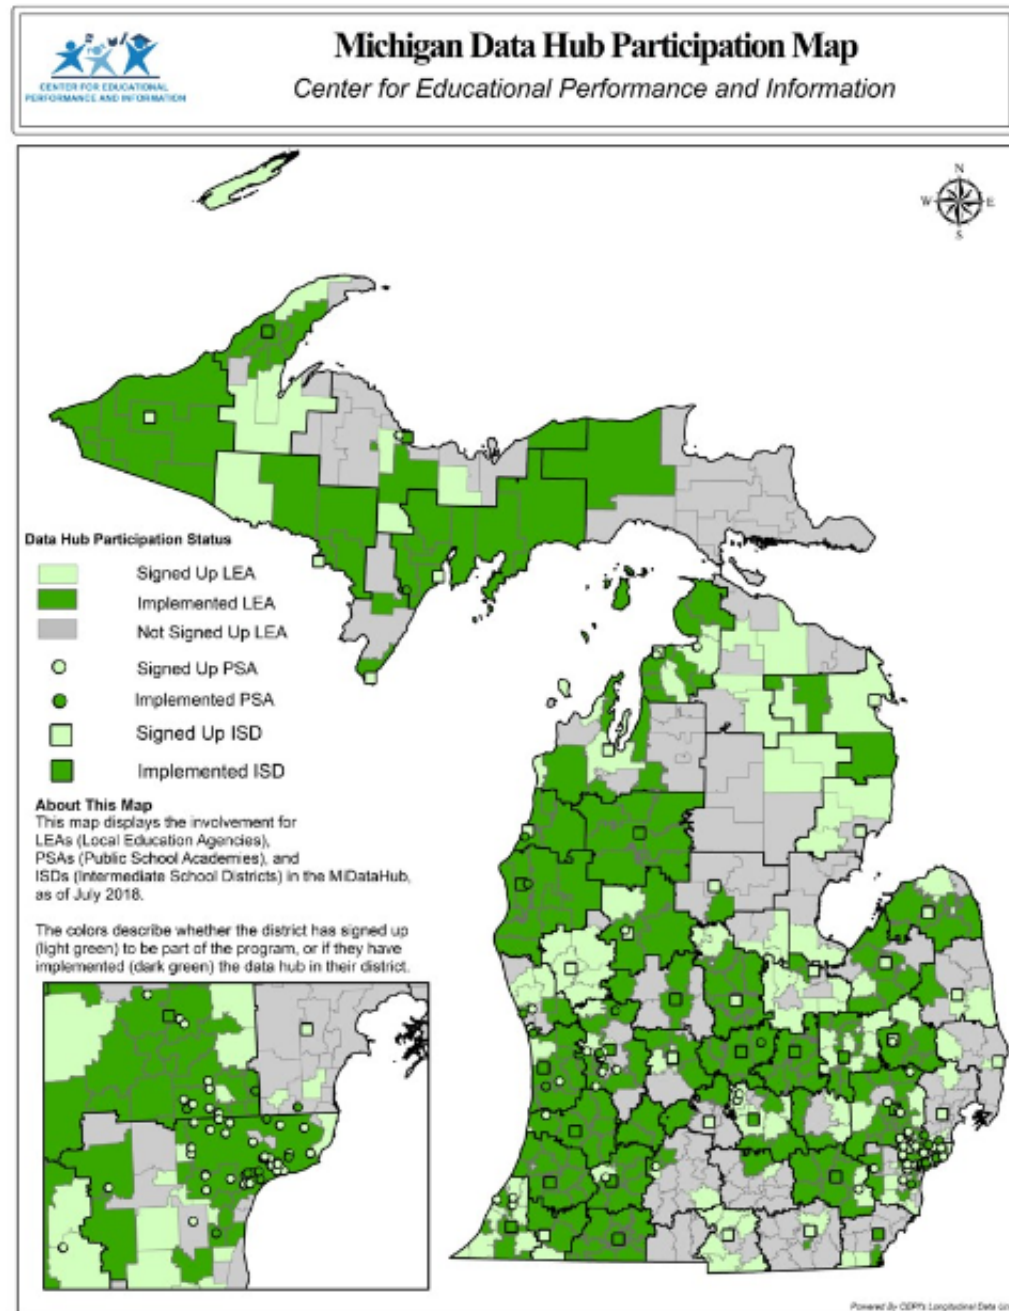 Michigan Data Hub Participation Map
Center for Educational Performance and Information
CENTER FOR EDUCATIONAL
PERFORMANCE AND INFORMATION
N
W
E
S
Data Hub Participation Status
Signed Up LEA
Implemented LEA
Not Signed Up LEA
Signed Up PSA
Implemented PSA
Signed Up ISD
Implemented ISD
About This Map
This map displays the involvement for
LEAs (Local Education Agencies),
PSAs (Public School Academies), and
ISDs (Intermediate School Districts) in the MiDataHub,
as of July 2018.
The colors describe whether the district has signed up
(light green) to be part of the program, or if they have
implemented (dark green) the data hub in their district.
Powered By CEPI's Longitudinal Data